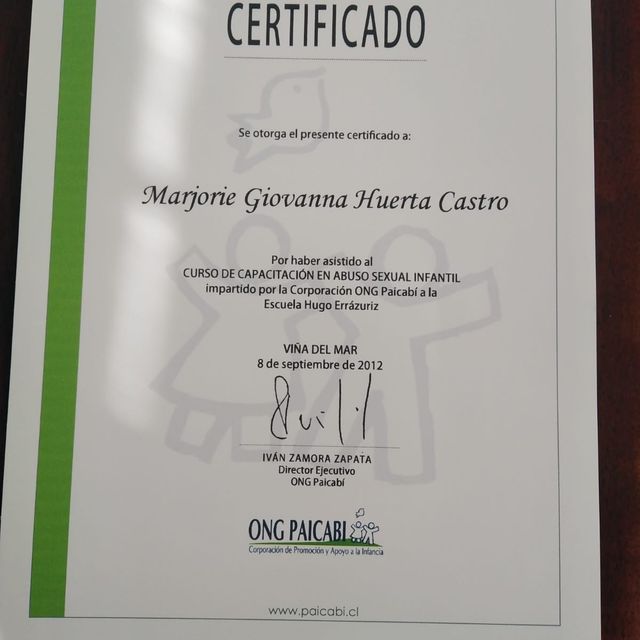 CERTIFICADO
Se otorga el presente certificado a:
Marjorie Giovanna Huerta Castro
Por haber asistido al
CURSO DE CAPACITACIÓN EN ABUSO SEXUAL INFANTIL
impartido por la Corporación ONG Paicabí a la
Escuela Hugo Errázuriz
VIÑA DEL MAR
8 de septiembre de 2012
IVÁN ZAMORA ZAPATA
Director Ejecutivo
ONG Paicabí
ONG PAICABI
Corporación de Promoción y Apoyo a la Infancia
www.paicabi.cl